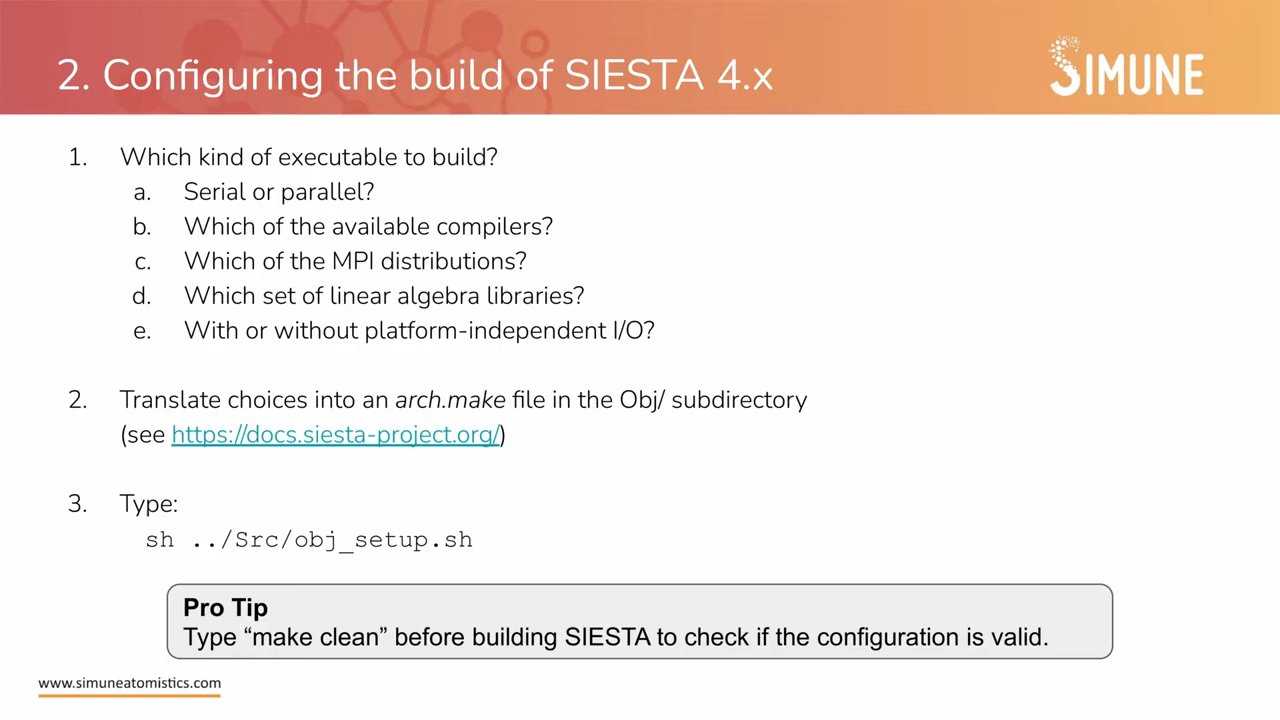 2. Configuring the build of SIESTA 4.x
SIMUNE
1. Which kind of executable to build?
a. Serial or parallel?
b. Which of the available compilers?
c. Which of the MPI distributions?
d. Which set of linear algebra libraries?
e. With or without platform-independent I/O?
2. Translate choices into an arch.make file in the Obj/ subdirectory
(see https://docs.siesta-project.org/)
3. Type:
sh ../Src/obj_setup.sh
Pro Tip
Type “make clean” before building SIESTA to check if the configuration is valid.
www.simuneatomistics.com